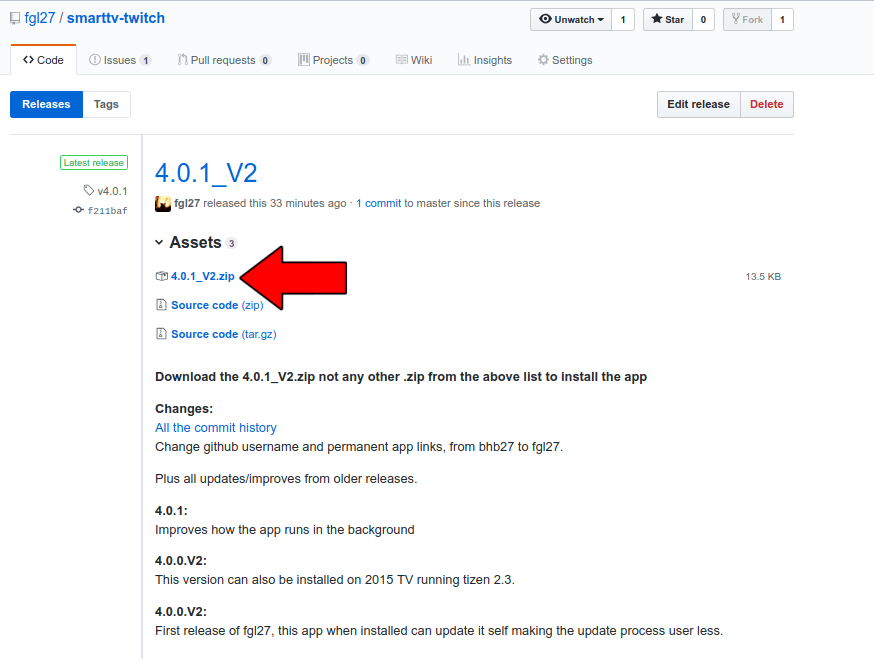 fgl27 / smarttv-twitch
Unwatch 1 Star 0 Fork 1
Code Issues 1 Pull requests 0 Projects 0 Wiki Insights Settings
Releases Tags Edit release Delete
Latest release
v4.0.1
f211baf
4.0.1_V2
fgl27 released this 33 minutes ago · 1 commit to master since this release
Assets 3
4.0.1_V2.zip 13.5 KB
Source code (zip)
Source code (tar.gz)
Download the 4.0.1_V2.zip not any other .zip from the above list to install the app
Changes:
All the commit history
Change github username and permanent app links, from bhb27 to fgl27.
Plus all updates/improves from older releases.
4.0.1:
Improves how the app runs in the background
4.0.0.V2:
This version can also be installed on 2015 TV running tizen 2.3.
4.0.0.V2:
First release of fgl27, this app when installed can update it self making the update process user less.